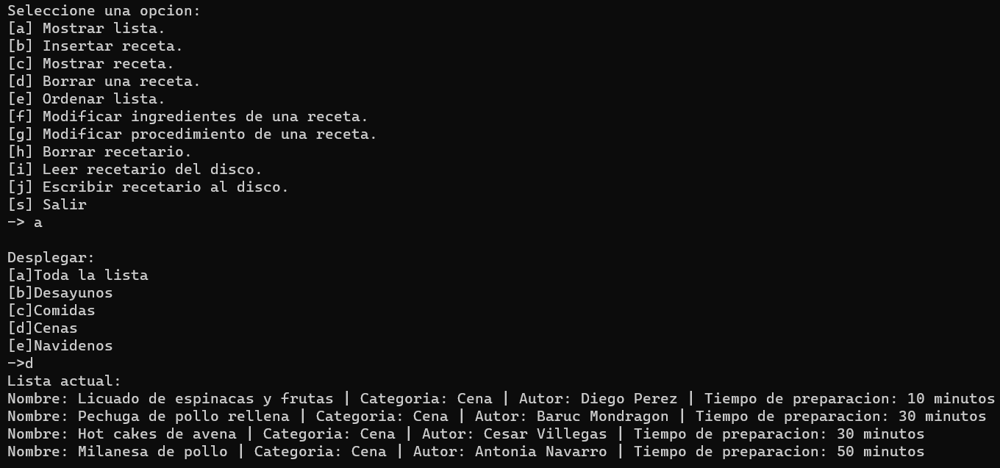 Seleccione una opcion:
[a] Mostrar lista.
[b] Insertar receta.
[c] Mostrar receta.
[d] Borrar una receta.
[e] Ordenar lista.
[f] Modificar ingredientes de una receta.
[g] Modificar procedimiento de una receta.
[h] Borrar recetario.
[i] Leer recetario del disco.
[j] Escribir recetario al disco.
[s] Salir
-> a
Desplegar:
[a]Toda la lista
[b]Desayunos
[c]Comidas
[d]Cenas
[e]Navidenos
->d
Lista actual:
Nombre: Licuado de espinacas y frutas | Categoria: Cena | Autor: Diego Perez | Tiempo de preparacion: 10 minutos
Nombre: Pechuga de pollo rellena | Categoria: Cena | Autor: Baruc Mondragon | Tiempo de preparacion: 30 minutos
Nombre: Hot cakes de avena | Categoria: Cena | Autor: Cesar Villegas | Tiempo de preparacion: 30 minutos
Nombre: Milanesa de pollo | Categoria: Cena | Autor: Antonia Navarro | Tiempo de preparacion: 50 minutos